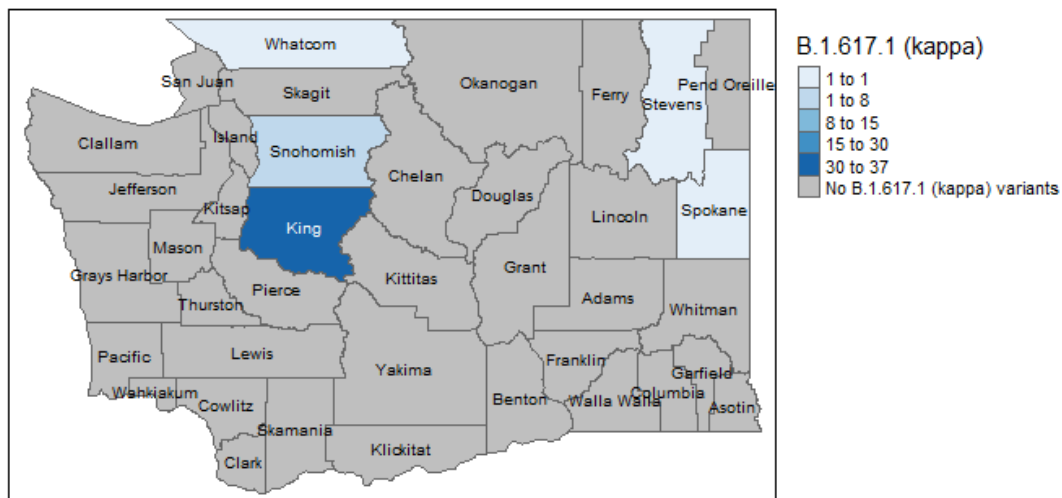 B.1.617.1 (kappa)
1 to 1
1 to 8
8 to 15
15 to 30
30 to 37
No B.1.617.1 (kappa) variants
Whatcom
San Juan
Skagit
Okanogan
Ferry
Stevens
Pend Oreille
Clallam
Island
Snohomish
Chelan
Douglas
Jefferson
Kitsap
King
Lincoln
Spokane
Mason
Grays Harbor
Kittitas
Grant
Thurston
Pierce
Adams
Whitman
Pacific
Lewis
Yakima
Franklin
Garfield
Wahkiakum
Cowlitz
Benton
Walla Walla
Columbia
Asotin
Skamania
Klickitat
Clark